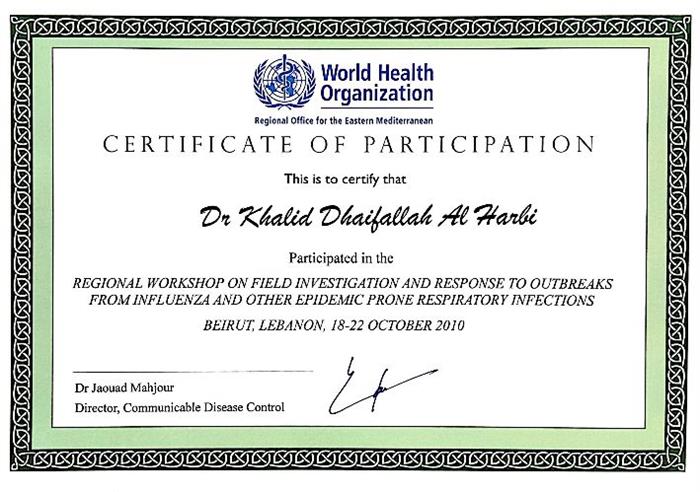 World Health
Organization
Regional Office for the Eastern Mediterranean
CERTIFICATE OF PARTICIPATION
This is to certify that
Dr Khalid Dhaifallah Al Harbi
Participated in the
REGIONAL WORKSHOP ON FIELD INVESTIGATION AND RESPONSE TO OUTBREAKS
FROM INFLUENZA AND OTHER EPIDEMIC PRONE RESPIRATORY INFECTIONS
BEIRUT, LEBANON, 18-22 OCTOBER 2010
Dr Jaouad Mahjour
Director, Communicable Disease Control